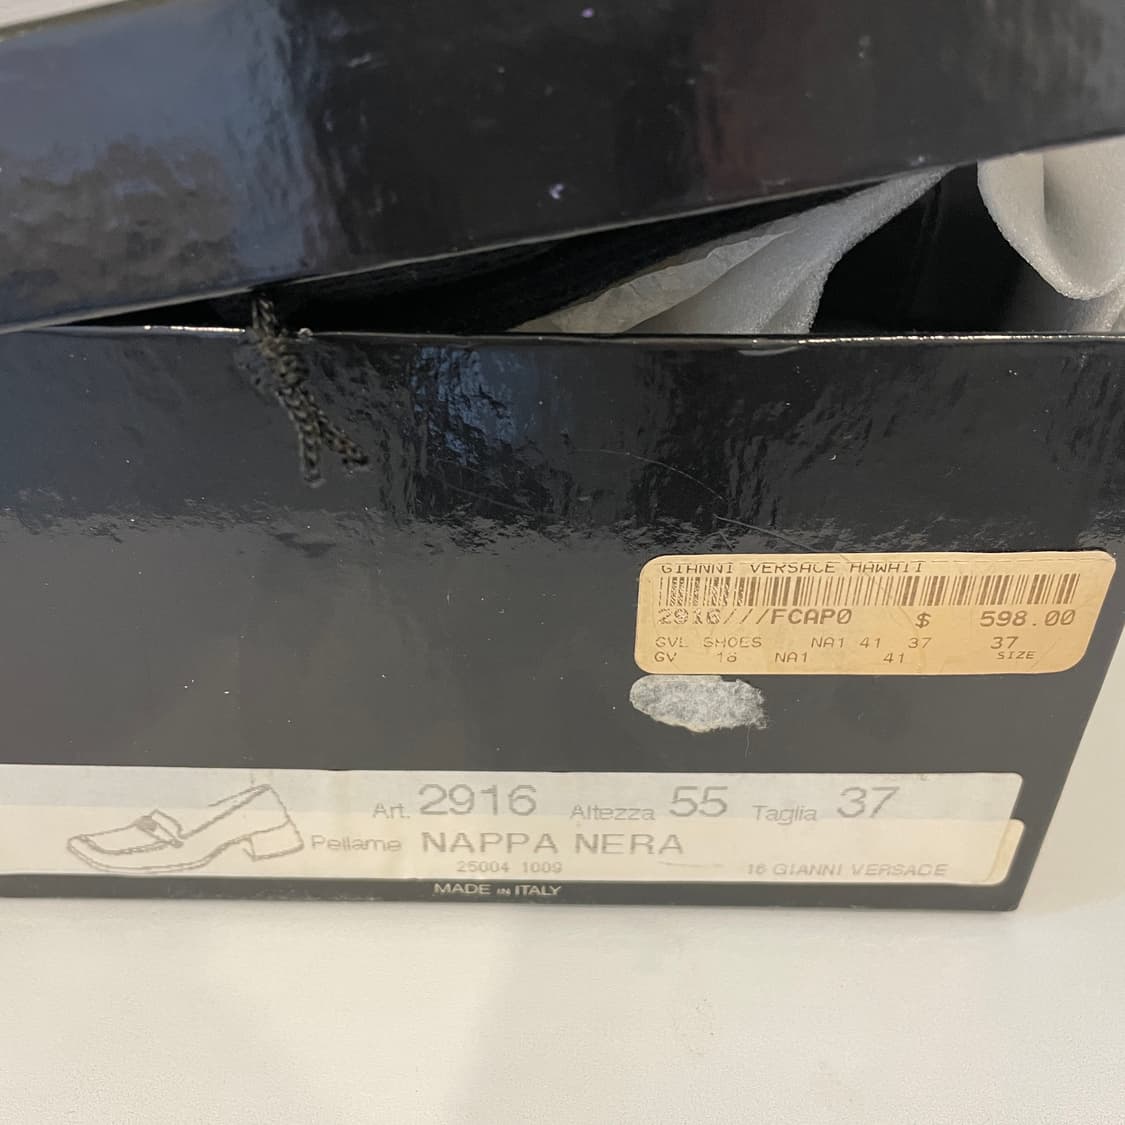 GIANNI VERSACE HAWAII
2916///FCAP0 $ 598.00
GVL SHOES NA1 41 37 37
GV 16 NA1 41 SIZE
Art. 2916 Altezza 55 Taglia 37
Pellame NAPPA NERA
25004 1009 16 GIANNI VERSACE
MADE IN ITALY